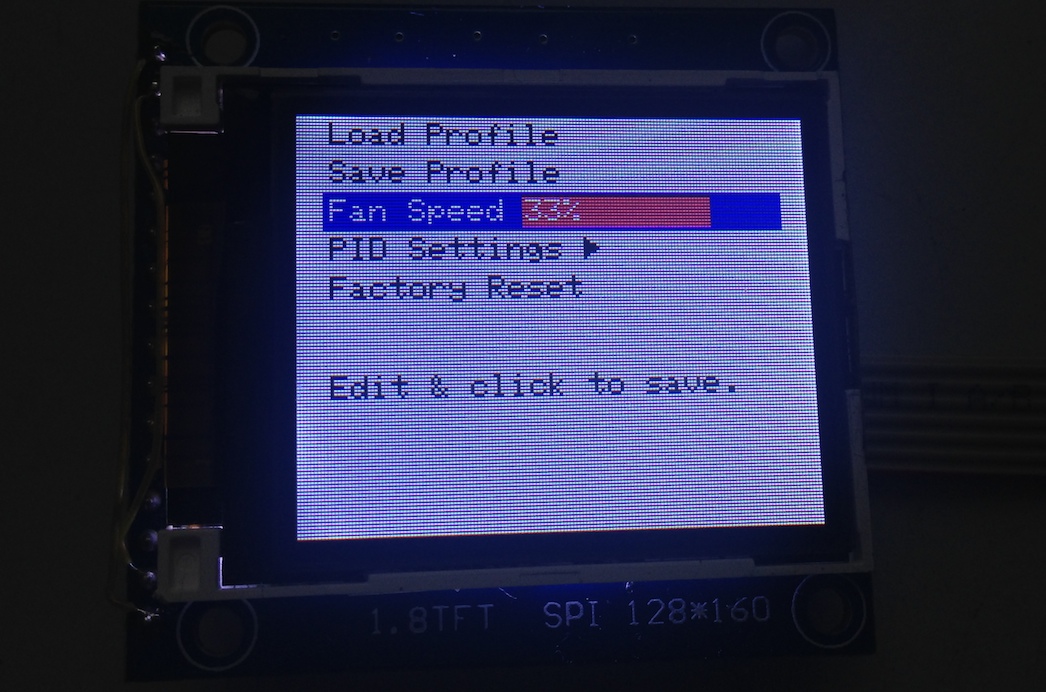 Load Profile
Save Profile
Fan Speed 33%
PID Settings ▶
Factory Reset
Edit & click to save.
1.8TFT SPI 128*160